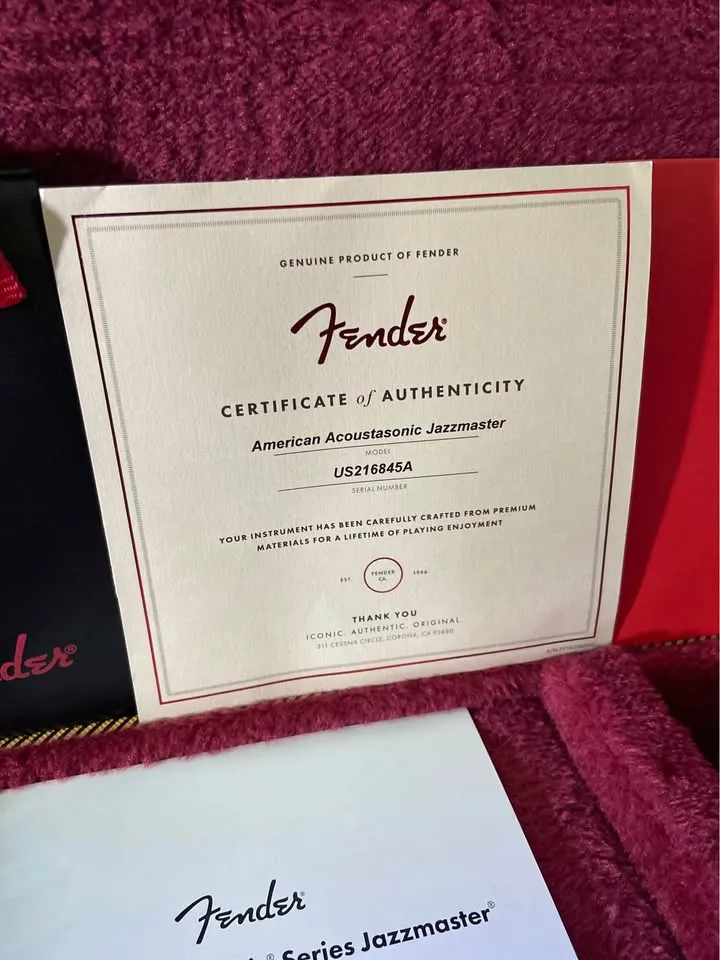 GENUINE PRODUCT OF FENDER
Fender®
CERTIFICATE of AUTHENTICITY
American Acoustasonic Jazzmaster
MODEL
US216845A
SERIAL NUMBER
YOUR INSTRUMENT HAS BEEN CAREFULLY CRAFTED FROM PREMIUM
MATERIALS FOR A LIFETIME OF PLAYING ENJOYMENT
EST. FENDER CA. 1946
THANK YOU
ICONIC. AUTHENTIC. ORIGINAL.
311 CESSNA CIRCLE, CORONA, CA 92880
der®
Fender®
® Series Jazzmaster®